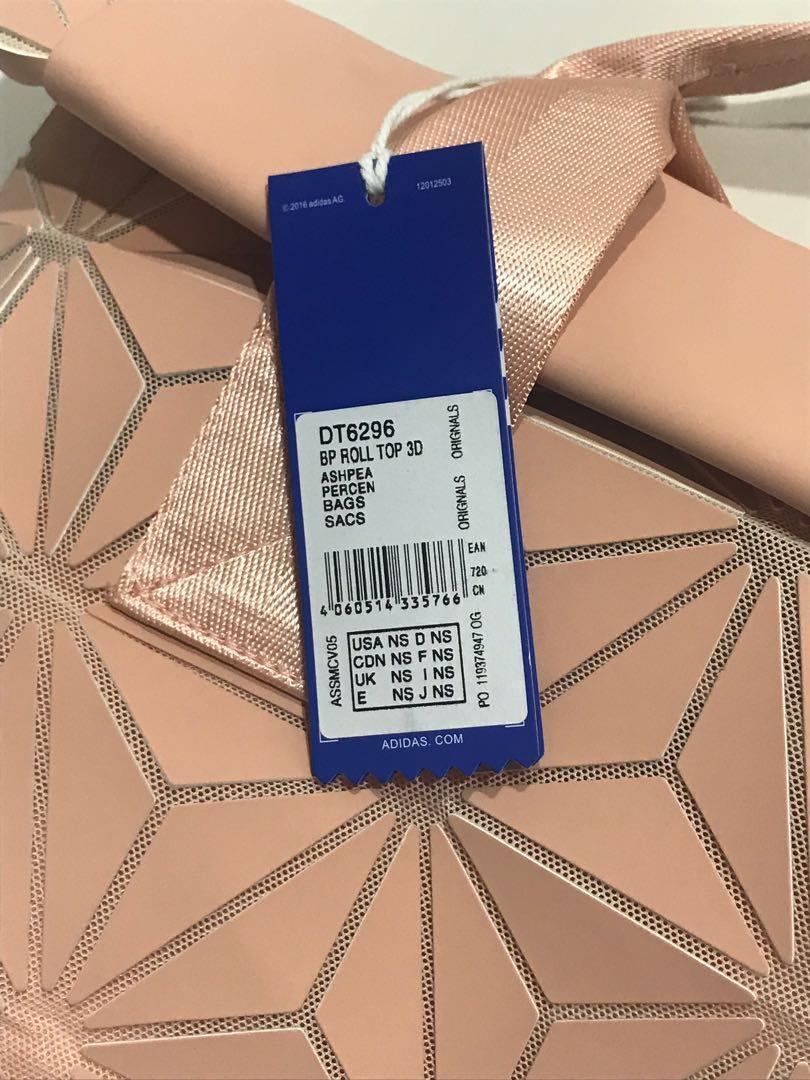 © 2016 adidas AG.
12012503
DT6296
BP ROLL TOP 3D
ASHPEA
PERCEN
BAGS
SACS
ORIGNALS
ORIGNALS
EAN
720
CN
4 060514 335766
ASSMCV05
USA NS D NS
CDN NS F NS
UK NS I NS
E NS J NS
PO 119374947 OG
ADIDAS. COM